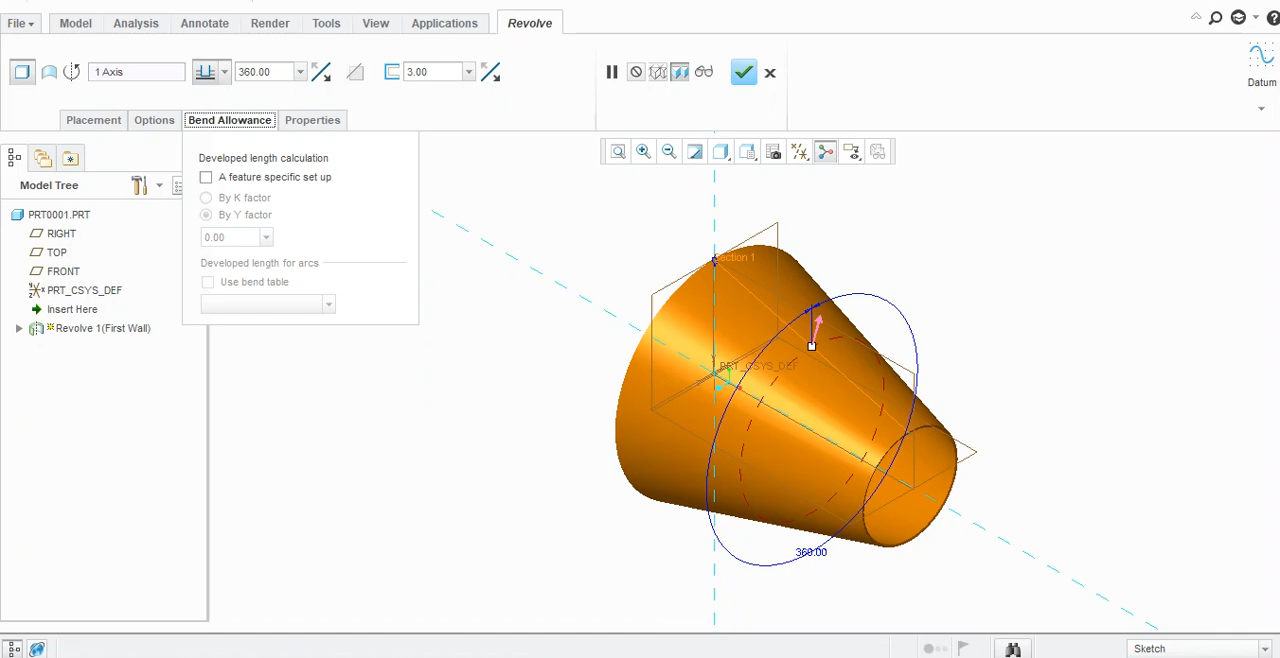 File Model Analysis Annotate Render Tools View Applications Revolve
1 Axis 360.00 3.00
Datum
Placement Options Bend Allowance Properties
Developed length calculation
A feature specific set up
By K factor
By Y factor
0.00
Developed length for arcs
Use bend table
Model Tree
PRT0001.PRT
RIGHT
TOP
FRONT
PRT_CSYS_DEF
Insert Here
Revolve 1(First Wall)
Section 1
PRT_CSYS_DEF
360.00
Sketch